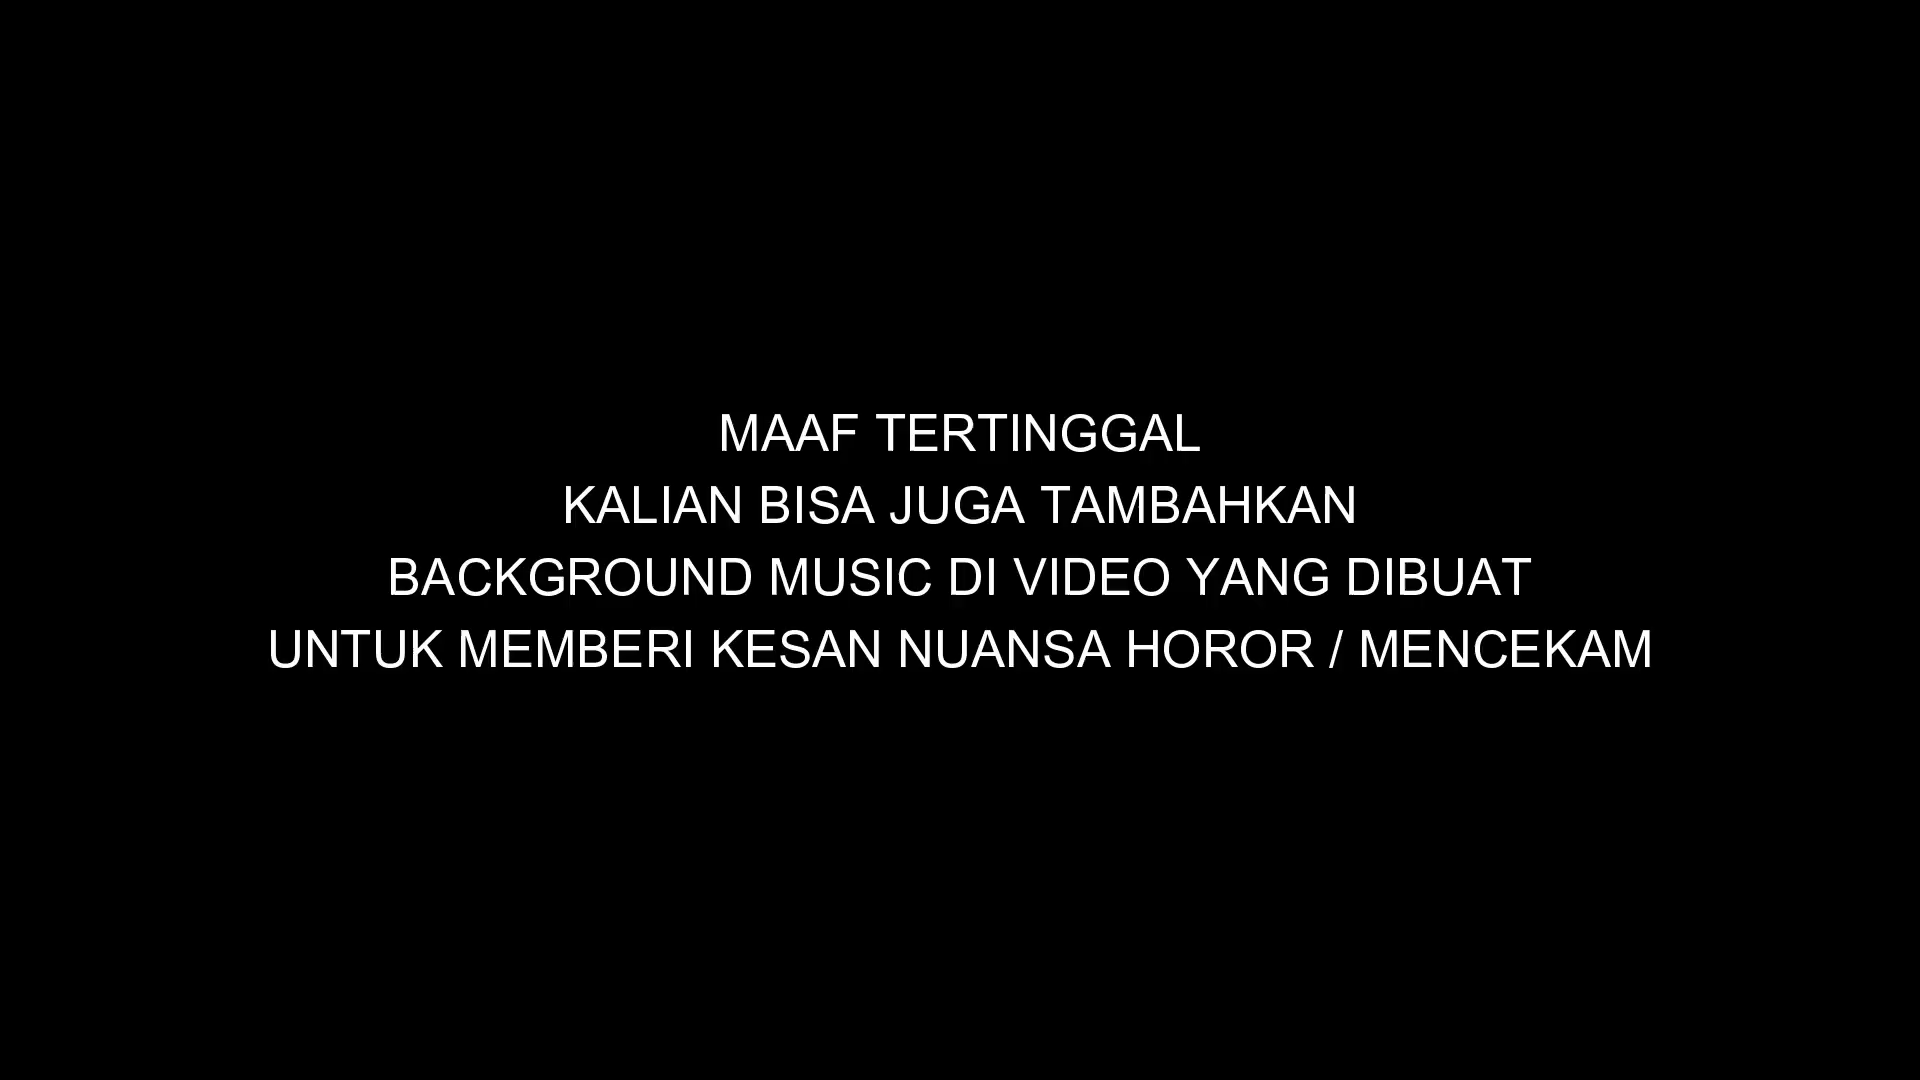 MAAF TERTINGGAL
KALIAN BISA JUGA TAMBAHKAN
BACKGROUND MUSIC DI VIDEO YANG DIBUAT
UNTUK MEMBERI KESAN NUANSA HOROR / MENCEKAM